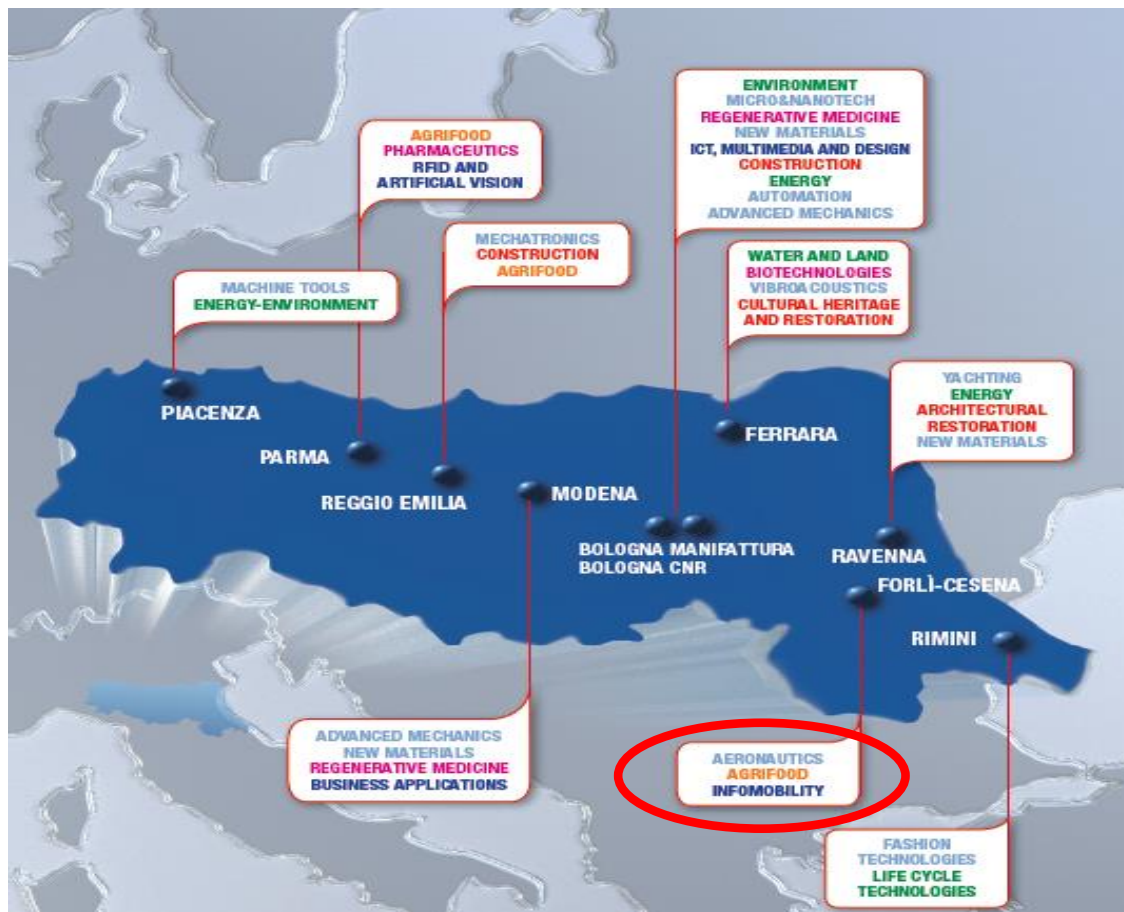 ENVIRONMENT
MICRO&NANOTECH
REGENERATIVE MEDICINE
NEW MATERIALS
ICT, MULTIMEDIA AND DESIGN
CONSTRUCTION
ENERGY
AUTOMATION
ADVANCED MECHANICS
AGRIFOOD
PHARMACEUTICS
RFID AND
ARTIFICIAL VISION
MECHATRONICS
CONSTRUCTION
AGRIFOOD
WATER AND LAND
BIOTECHNOLOGIES
VIBROACOUSTICS
CULTURAL HERITAGE
AND RESTORATION
MACHINE TOOLS
ENERGY-ENVIRONMENT
YACHTING
ENERGY
ARCHITECTURAL
RESTORATION
NEW MATERIALS
PIACENZA
FERRARA
PARMA
REGGIO EMILIA
MODENA
BOLOGNA MANIFATTURA
BOLOGNA CNR
RAVENNA
FORLÌ-CESENA
RIMINI
ADVANCED MECHANICS
NEW MATERIALS
REGENERATIVE MEDICINE
BUSINESS APPLICATIONS
AERONAUTICS
AGRIFOOD
INFOMOBILITY
FASHION
TECHNOLOGIES
LIFE CYCLE
TECHNOLOGIES